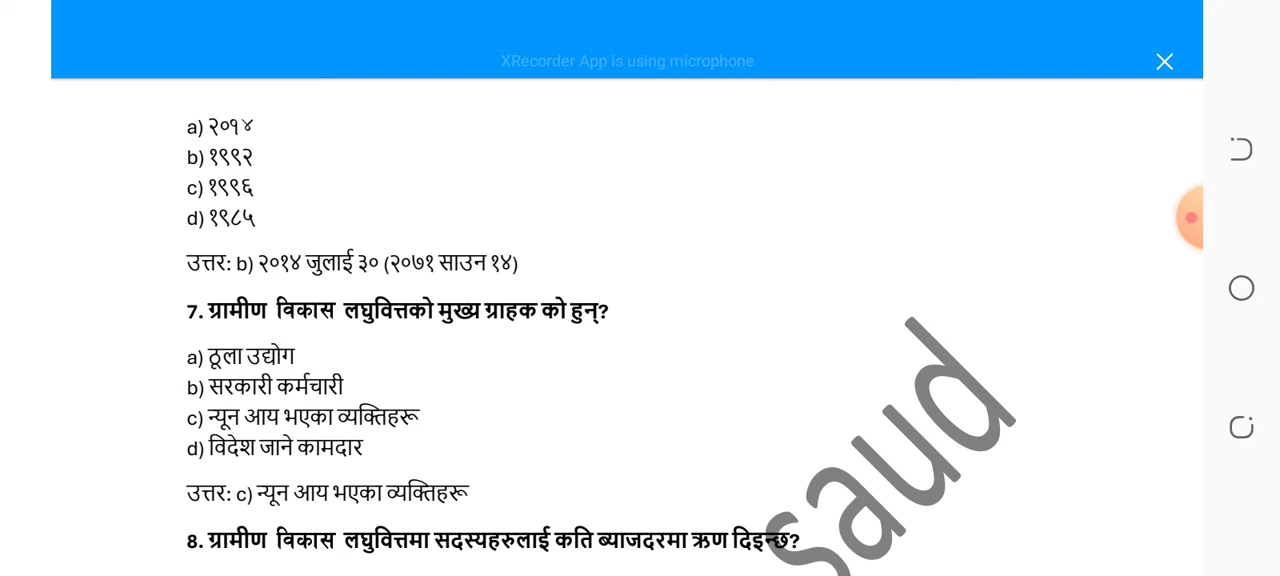 XRecorder App is using microphone
a) २०१४
b) १९९२
c) १९९६
d) १९८५
उत्तर: b) २०१४ जुलाई ३० (२०७१ साउन १४)
7. ग्रामीण विकास लघुवित्तको मुख्य ग्राहक को हुन्?
a) ठूला उद्योग
b) सरकारी कर्मचारी
c) न्यून आय भएका व्यक्तिहरू
d) विदेश जाने कामदार
उत्तर: c) न्यून आय भएका व्यक्तिहरू
8. ग्रामीण विकास लघुवित्तमा सदस्यहरुलाई कति ब्याजदरमा ऋण दिइन्छ?
saud